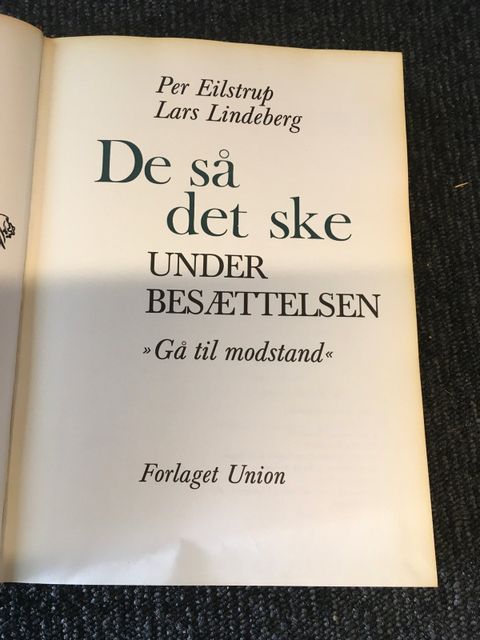 Per Eilstrup
Lars Lindeberg
De så
det ske
UNDER
BESÆTTELSEN
»Gå til modstand«
Forlaget Union